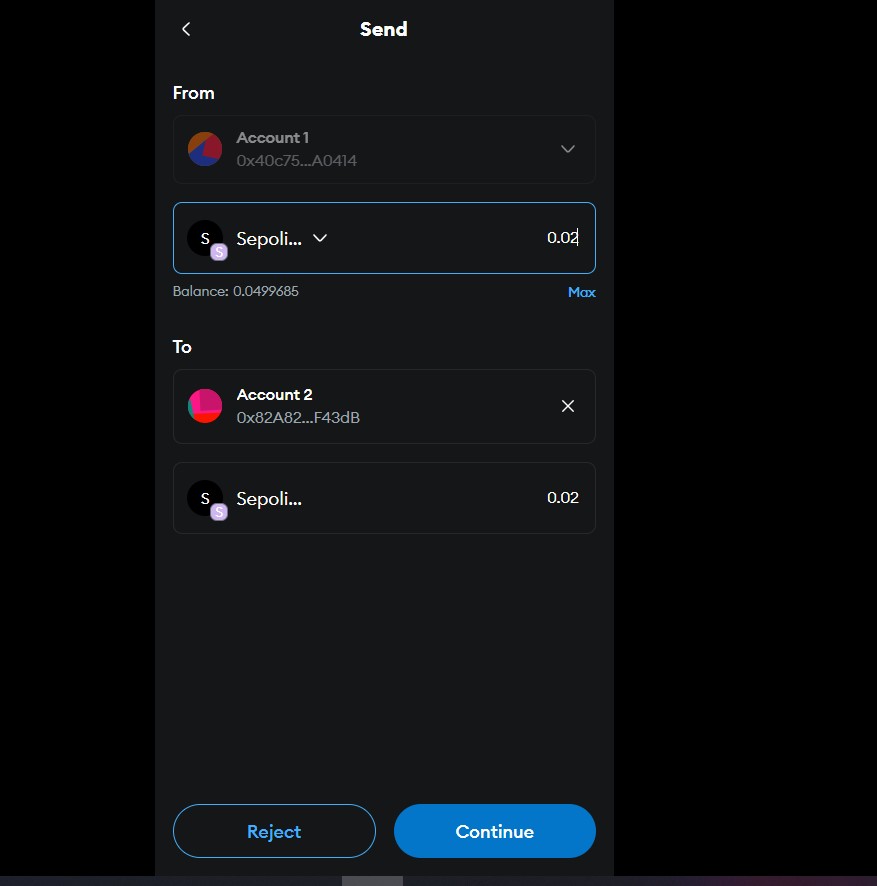 Send
From
Account 1
0x40c75...A0414
S
S
Sepoli...
0.02
Balance: 0.0499685
Max
To
Account 2
0x82A82...F43dB
S
S
Sepoli...
0.02
Reject
Continue